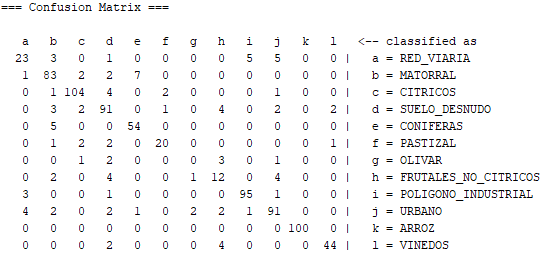 === Confusion Matrix ===
a b c d e f g h i j k l <-- classified as
23 3 0 1 0 0 0 0 5 5 0 0 | a = RED_VIARIA
1 83 2 2 7 0 0 0 0 0 0 0 | b = MATORRAL
0 1 104 4 0 2 0 0 0 1 0 0 | c = CITRICOS
0 3 2 91 0 1 0 4 0 2 0 2 | d = SUELO_DESNUDO
0 5 0 0 54 0 0 0 0 0 0 0 | e = CONIFERAS
0 1 2 2 0 20 0 0 0 0 0 1 | f = PASTIZAL
0 0 1 2 0 0 0 3 0 1 0 0 | g = OLIVAR
0 2 0 4 0 0 1 12 0 4 0 0 | h = FRUTALES_NO_CITRICOS
3 0 0 1 0 0 0 0 95 1 0 0 | i = POLIGONO_INDUSTRIAL
4 2 0 2 1 0 2 2 1 91 0 0 | j = URBANO
0 0 0 0 0 0 0 0 0 0 100 0 | k = ARROZ
0 0 0 2 0 0 0 4 0 0 0 44 | l = VINEDOS